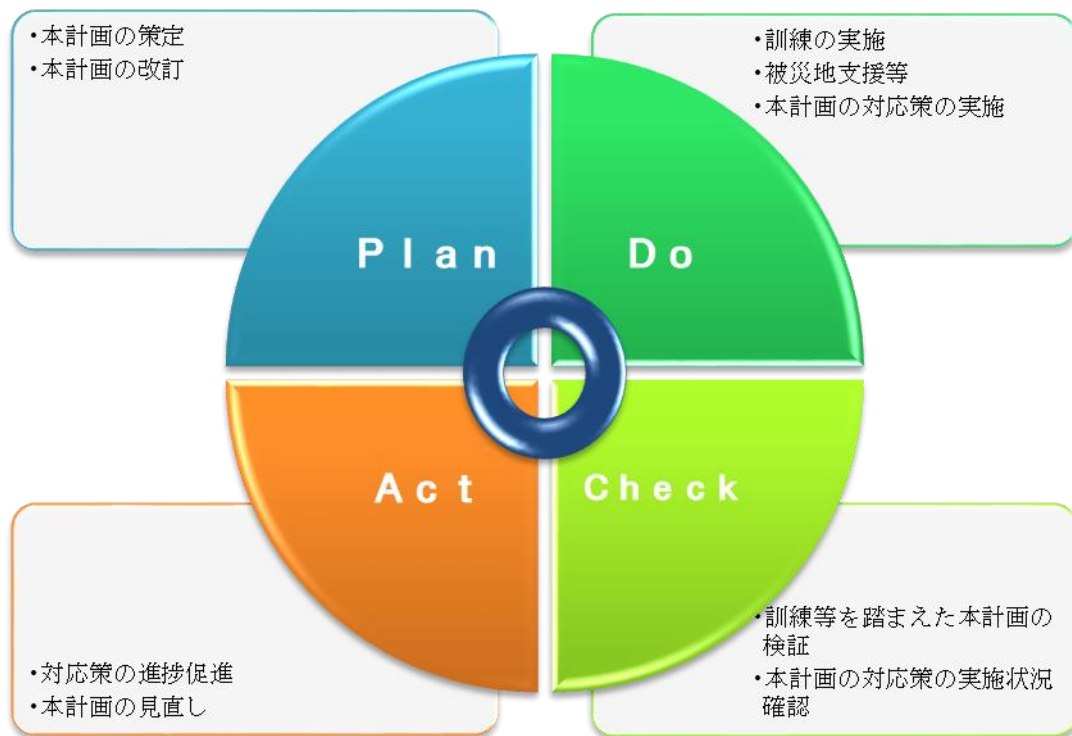 ・本計画の策定
・本計画の改訂
・訓練の実施
・被災地支援等
・本計画の対応策の実施
Ｐｌａｎ
Ｄｏ
Ａｃｔ
Ｃｈｅｃｋ
・対応策の進捗促進
・本計画の見直し
・訓練等を踏まえた本計画の
検証
・本計画の対応策の実施状況
確認